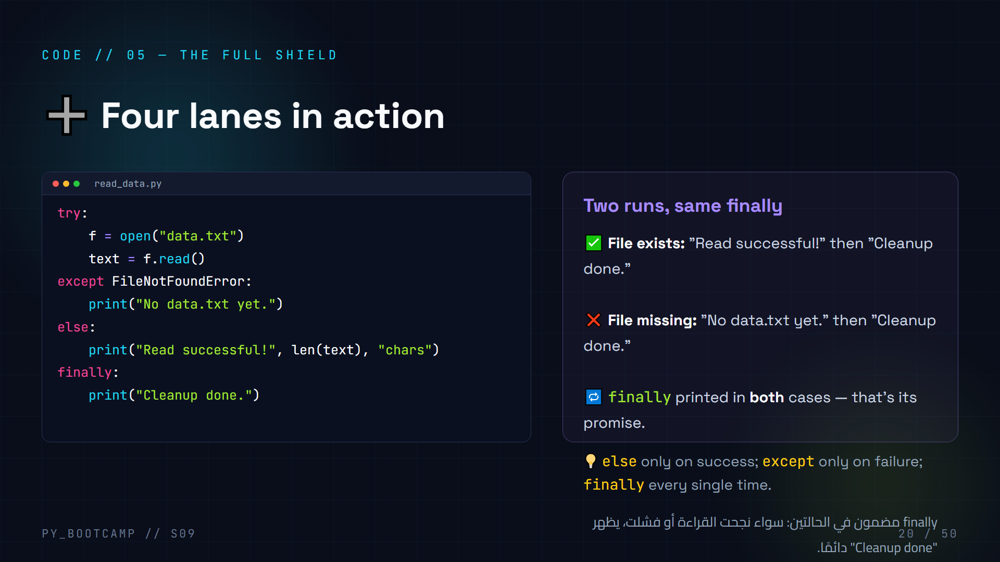 CODE // 05 — THE FULL SHIELD
➕ Four lanes in action
read_data.py
try:
    f = open("data.txt")
    text = f.read()
except FileNotFoundError:
    print("No data.txt yet.")
else:
    print("Read successful!", len(text), "chars")
finally:
    print("Cleanup done.")
Two runs, same finally
✅ File exists: ”Read successful!” then ”Cleanup
done.”
❌ File missing: ”No data.txt yet.” then ”Cleanup
done.”
🔁 finally printed in both cases — that’s its
promise.
💡 else only on success; except only on failure;
finally every single time.
finally مضمون في الحالتين: سواء نجحت القراءة أو فشلت، يظهر
"Cleanup done" دائمًا.
PY_BOOTCAMP // S09
20 / 50